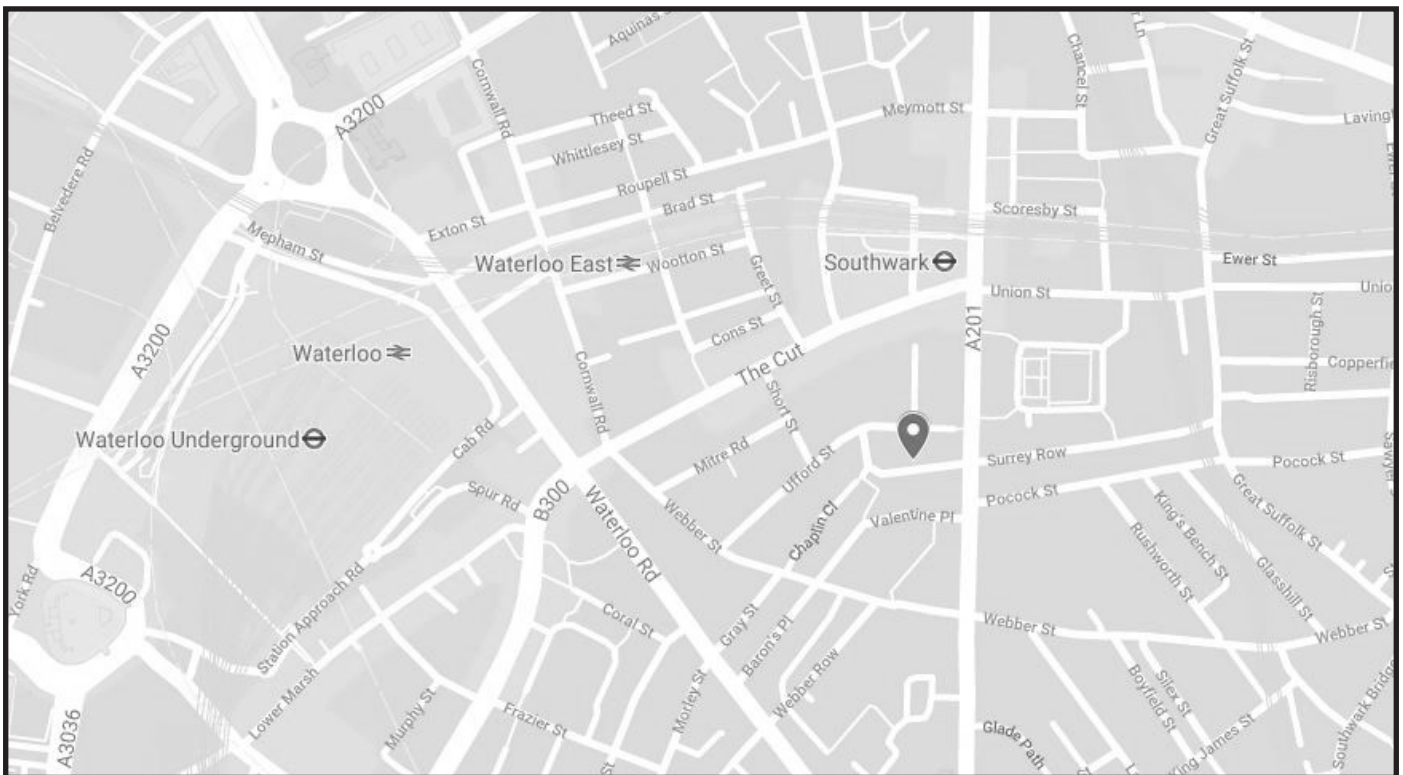 Aquinas
Cornwall Rd
A3200
Theed St
Whittlesey St
Roupell St
Meymott St
Chancel St
Great Suffolk St
Belvedere Rd
Exton St
Brad St
Scoresby St
Mepham St
Waterloo East
Wootton St
Greet St
Southwark
Ewer St
Union St
A3200
Waterloo
Cons St
The Cut
A201
Risborough St
Cornwall Rd
Short St
Waterloo Underground
Cab Rd
Mitre Rd
Ufford St
Surrey Row
Pocock St
Spur Rd
B300
Waterloo Rd
Webber St
Chaplin Cl
Valentine Pl
Pocock St
King's Bench St
Great Suffolk St
Rushworth St
Glasshill St
York Rd
A3200
Station Approach Rd
Coral St
Gray St
Baron's Pl
Webber St
Webber St
Lower Marsh
Murphy St
Frazier St
Morley St
Webber Row
Boyfield St
Silex St
Glade Path
King James St
A3036